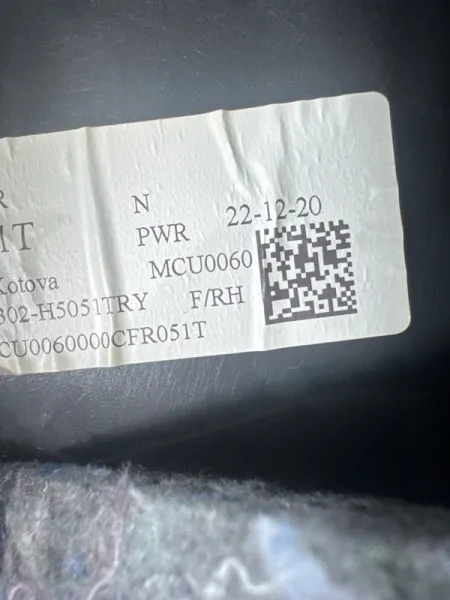 R N 22-12-20
1T PWR
Kotova MCU0060
302-H5051TRY F/RH
CU0060000CFR051T